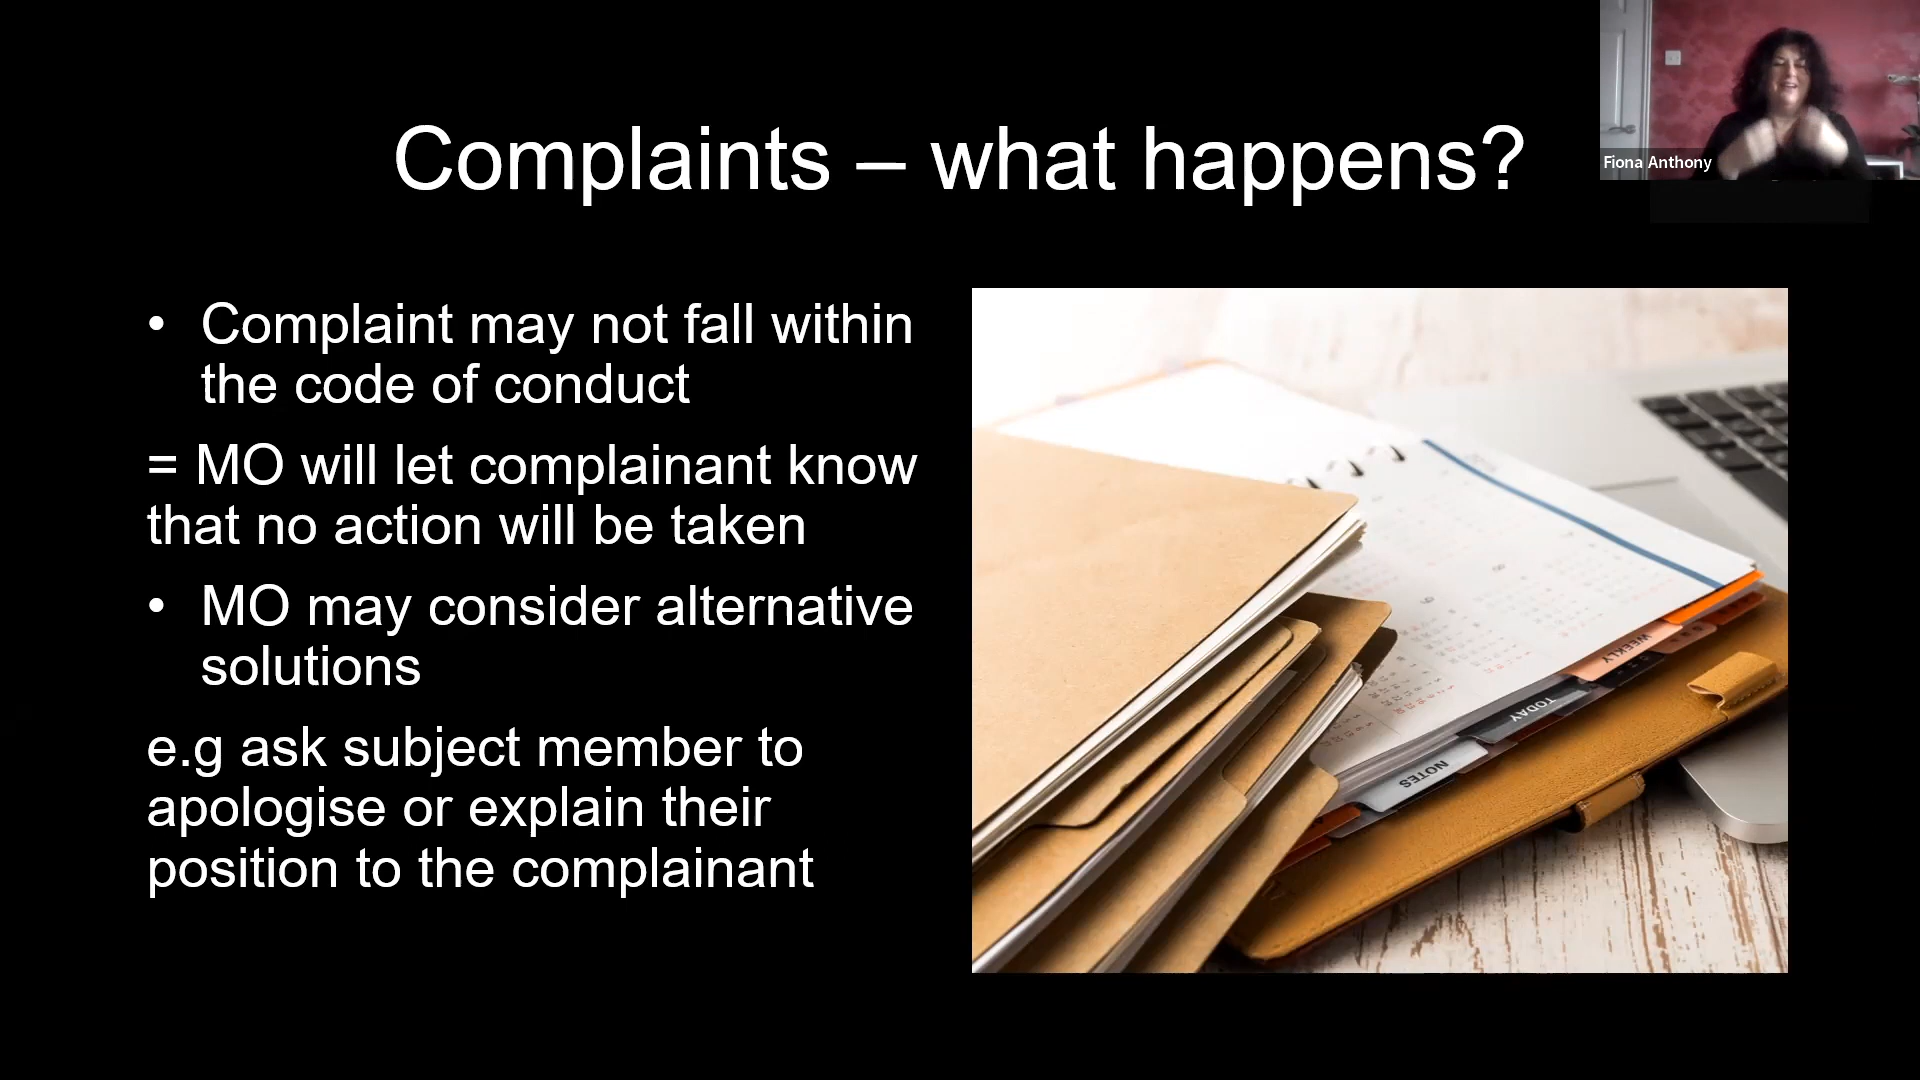 Complaints – what happens?
Fiona Anthony
• Complaint may not fall within
the code of conduct
= MO will let complainant know
that no action will be taken
• MO may consider alternative
solutions
e.g ask subject member to
apologise or explain their
position to the complainant
WEEKLY
TODAY
NOTES